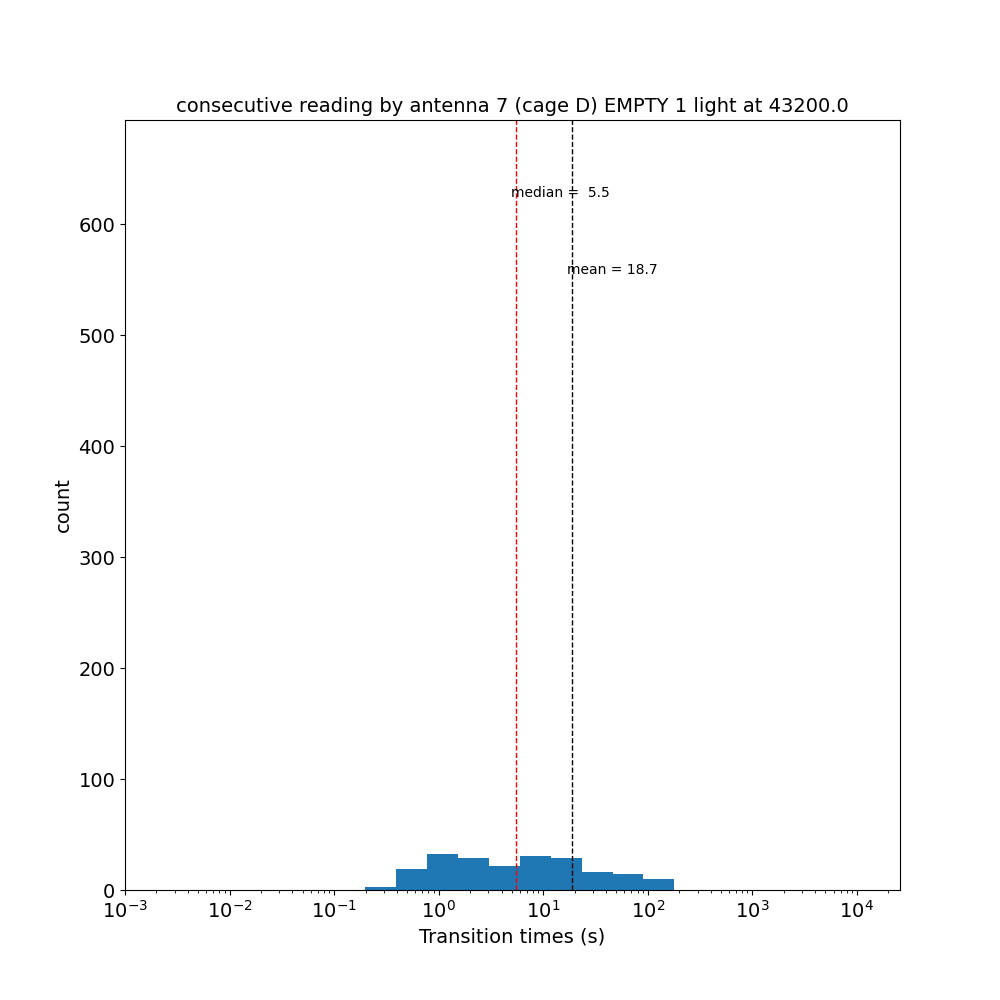 consecutive reading by antenna 7 (cage D) EMPTY 1 light at 43200.0
median =  5.5
mean = 18.7
600
500
400
300
200
100
0
count
10⁻³ 10⁻² 10⁻¹ 10⁰ 10¹ 10² 10³ 10⁴
Transition times (s)